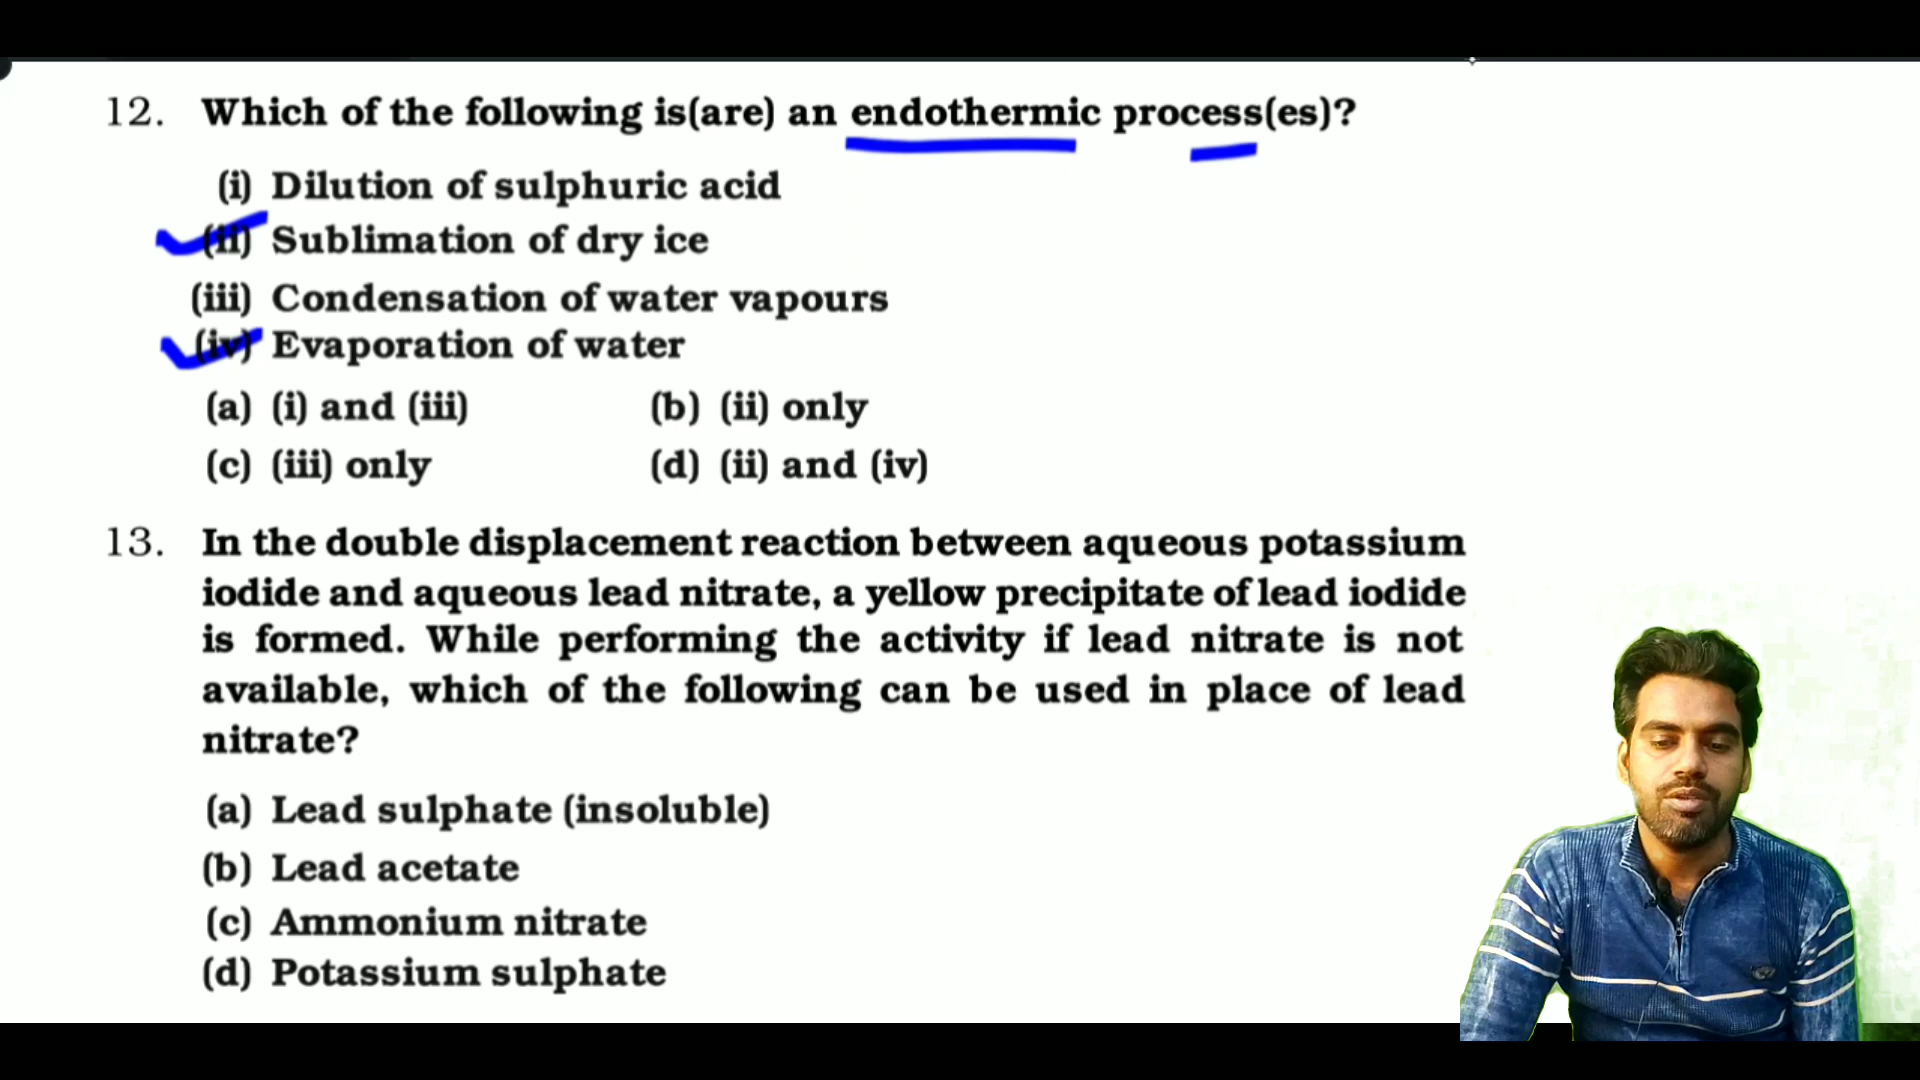 12. Which of the following is(are) an endothermic process(es)?
(i) Dilution of sulphuric acid
(ii) Sublimation of dry ice
(iii) Condensation of water vapours
(iv) Evaporation of water
(a) (i) and (iii) (b) (ii) only
(c) (iii) only (d) (ii) and (iv)
13. In the double displacement reaction between aqueous potassium
iodide and aqueous lead nitrate, a yellow precipitate of lead iodide
is formed. While performing the activity if lead nitrate is not
available, which of the following can be used in place of lead
nitrate?
(a) Lead sulphate (insoluble)
(b) Lead acetate
(c) Ammonium nitrate
(d) Potassium sulphate